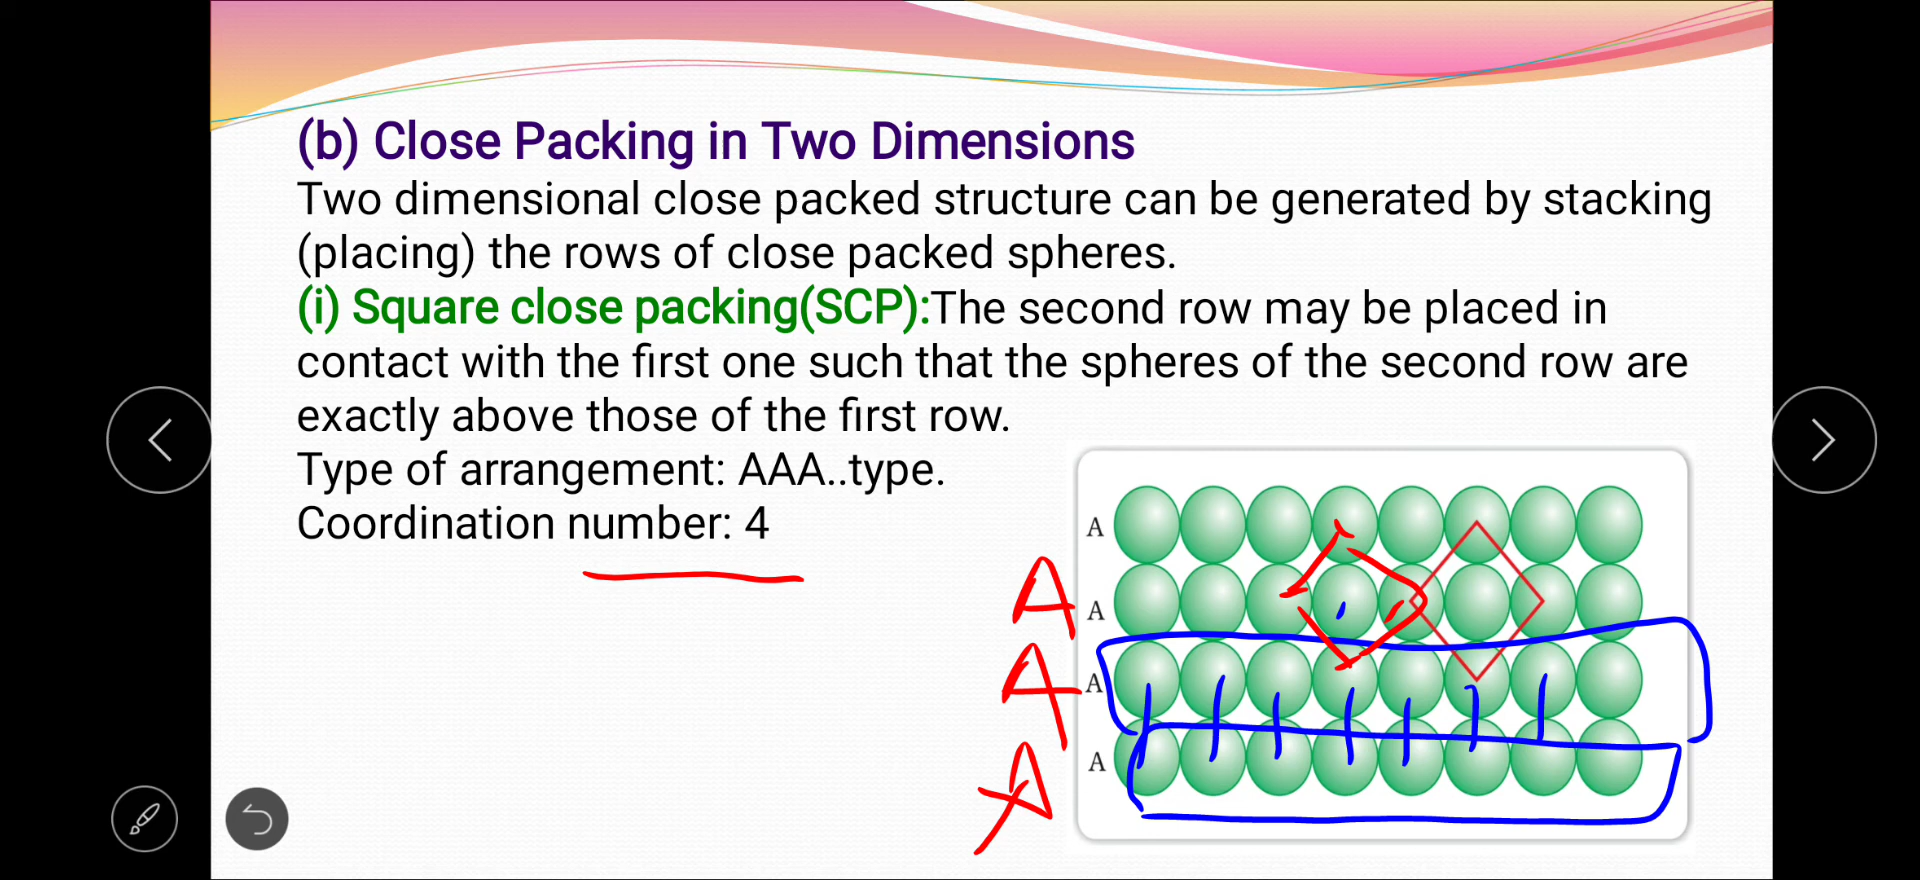 (b) Close Packing in Two Dimensions
Two dimensional close packed structure can be generated by stacking
(placing) the rows of close packed spheres.
(i) Square close packing(SCP):The second row may be placed in
contact with the first one such that the spheres of the second row are
exactly above those of the first row.
Type of arrangement: AAA..type.
Coordination number: 4
A
A
A
A
A
A
A